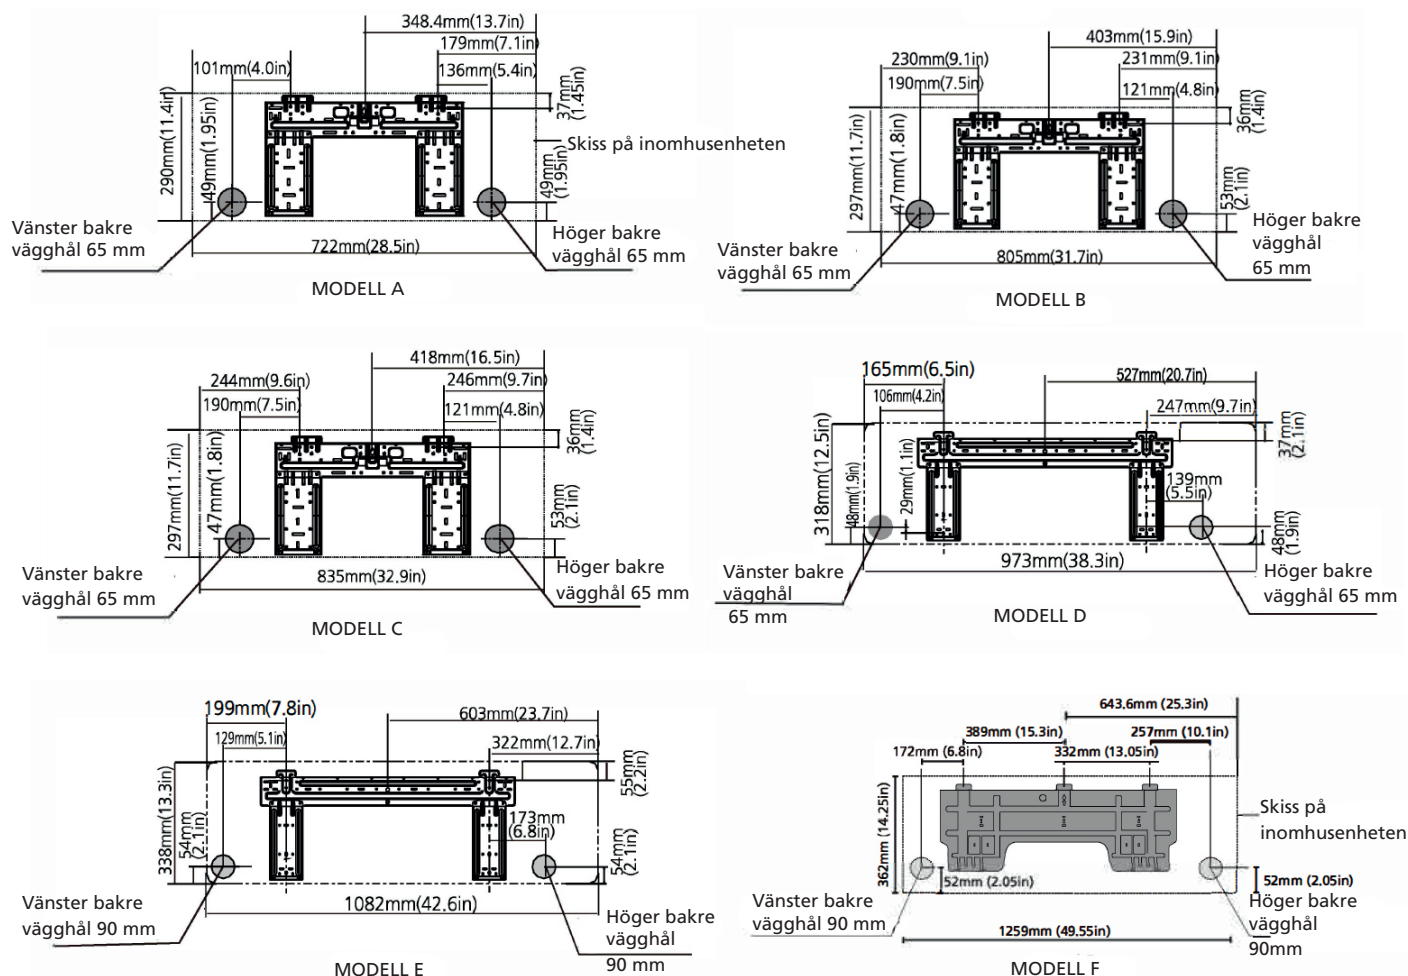 348.4mm(13.7in)
179mm(7.1in)
101mm(4.0in)
136mm(5.4in)
37mm
(1.45in)
290mm(11.4in)
49mm(1.95in)
Skiss på inomhusenheten
49mm
(1.95in)
Vänster bakre
vägghål 65 mm
722mm(28.5in)
Höger bakre
vägghål 65 mm
MODELL A
403mm(15.9in)
230mm(9.1in)
231mm(9.1in)
190mm(7.5in)
121mm(4.8in)
36mm
(1.4in)
297mm(11.7in)
47mm(1.8in)
53mm
(2.1in)
Vänster bakre
vägghål 65 mm
805mm(31.7in)
Höger bakre
vägghål
65 mm
MODELL B
418mm(16.5in)
244mm(9.6in)
246mm(9.7in)
190mm(7.5in)
121mm(4.8in)
36mm
(1.4in)
297mm(11.7in)
47mm(1.8in)
53mm
(2.1in)
Vänster bakre
vägghål 65 mm
835mm(32.9in)
Höger bakre
vägghål 65 mm
MODELL C
165mm(6.5in)
527mm(20.7in)
106mm(4.2in)
247mm(9.7in)
37mm
(2.1in)
318mm(12.5in)
48mm(1.9in)
29mm(1.1in)
139mm
(5.5in)
48mm
(1.9in)
973mm(38.3in)
Vänster bakre
vägghål
65 mm
Höger bakre
vägghål 65 mm
MODELL D
199mm(7.8in)
603mm(23.7in)
129mm(5.1in)
322mm(12.7in)
55mm
(2.2in)
338mm(13.3in)
54mm
(2.1in)
173mm
(6.8in)
54mm
(2.1in)
1082mm(42.6in)
Vänster bakre
vägghål 90 mm
Höger bakre
vägghål
90 mm
MODELL E
643.6mm (25.3in)
389mm (15.3in)
257mm (10.1in)
172mm (6.8in)
332mm (13.05in)
362mm (14.25in)
Skiss på
inomhusenheten
52mm (2.05in)
52mm (2.05in)
Vänster bakre
vägghål 90 mm
Höger bakre
vägghål
90mm
1259mm (49.55in)
MODELL F